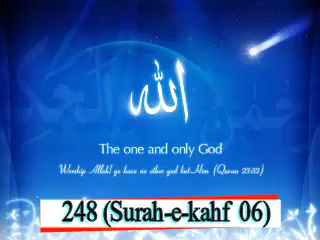 الله
The one and only God
Worship Allah! ye have no other god but Him (Quran 23:32)
248 (Surah-e-kahf 06)